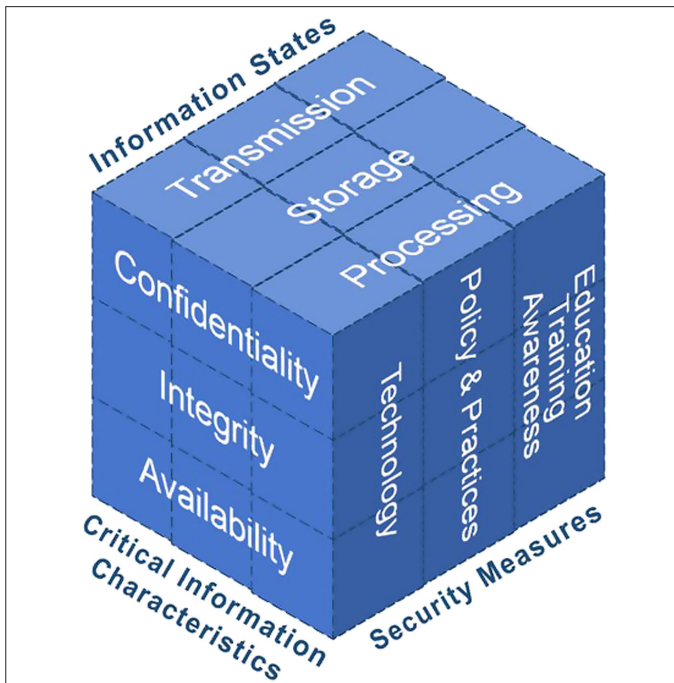 Information States
Transmission
Storage
Processing
Confidentiality
Integrity
Availability
Technology
Policy & Practices
Education
Training
Awareness
Critical Information
Characteristics
Security Measures